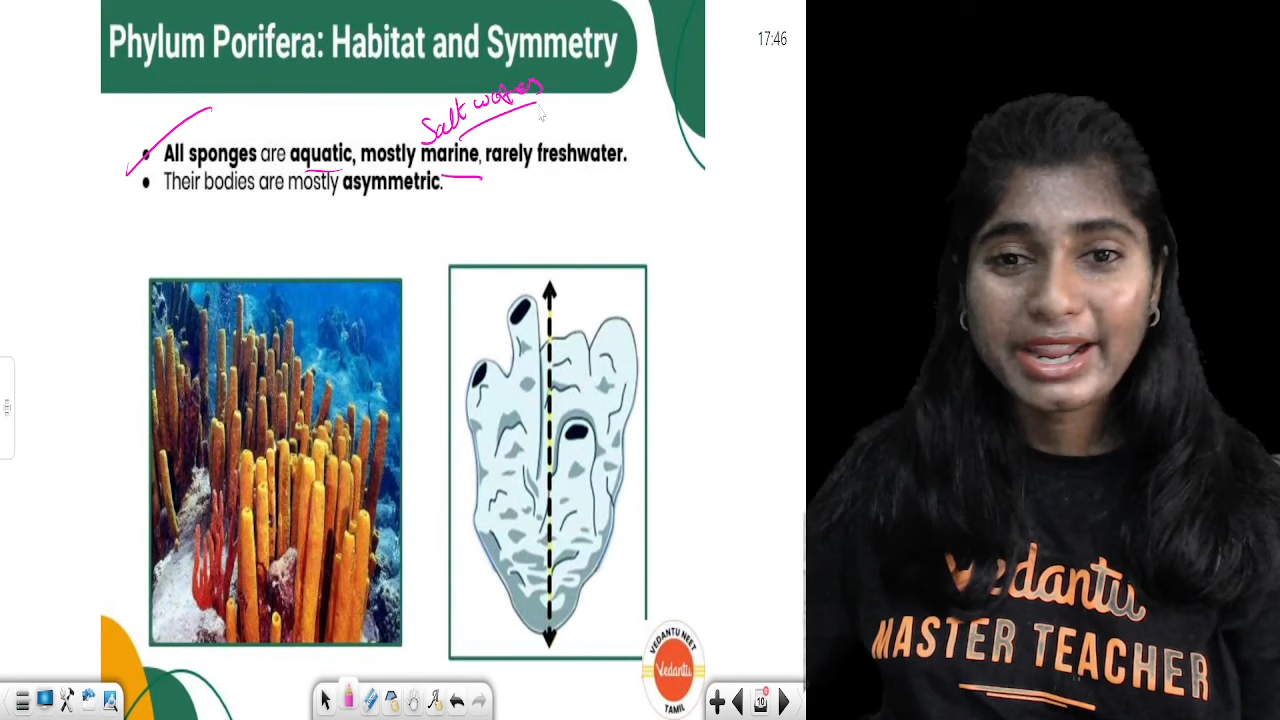 Phylum Porifera: Habitat and Symmetry
17:46
Salt water
• All sponges are aquatic, mostly marine, rarely freshwater.
• Their bodies are mostly asymmetric.
VEDANTU NEET
Vedantu
TAMIL
Vedantu
MASTER TEACHER
10